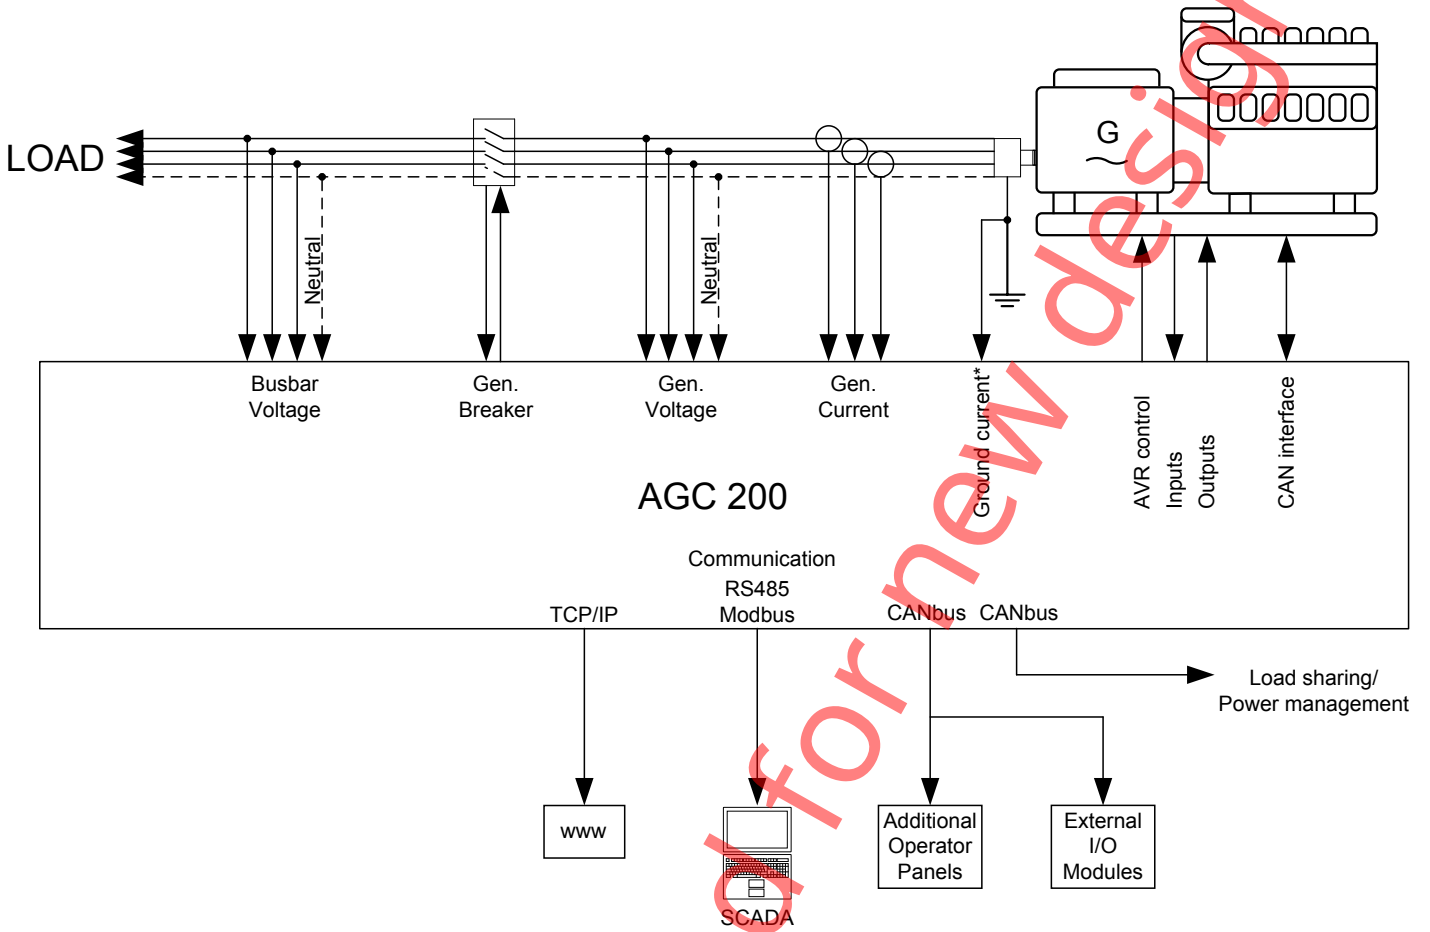 LOAD
G
Neutral
Neutral
Busbar
Voltage
Gen.
Breaker
Gen.
Voltage
Gen.
Current
Ground current*
AVR control
Inputs
Outputs
CAN interface
AGC 200
Communication
RS485
Modbus
TCP/IP
CANbus
CANbus
Load sharing/
Power management
www
SCADA
Additional
Operator
Panels
External
I/O
Modules
for new design